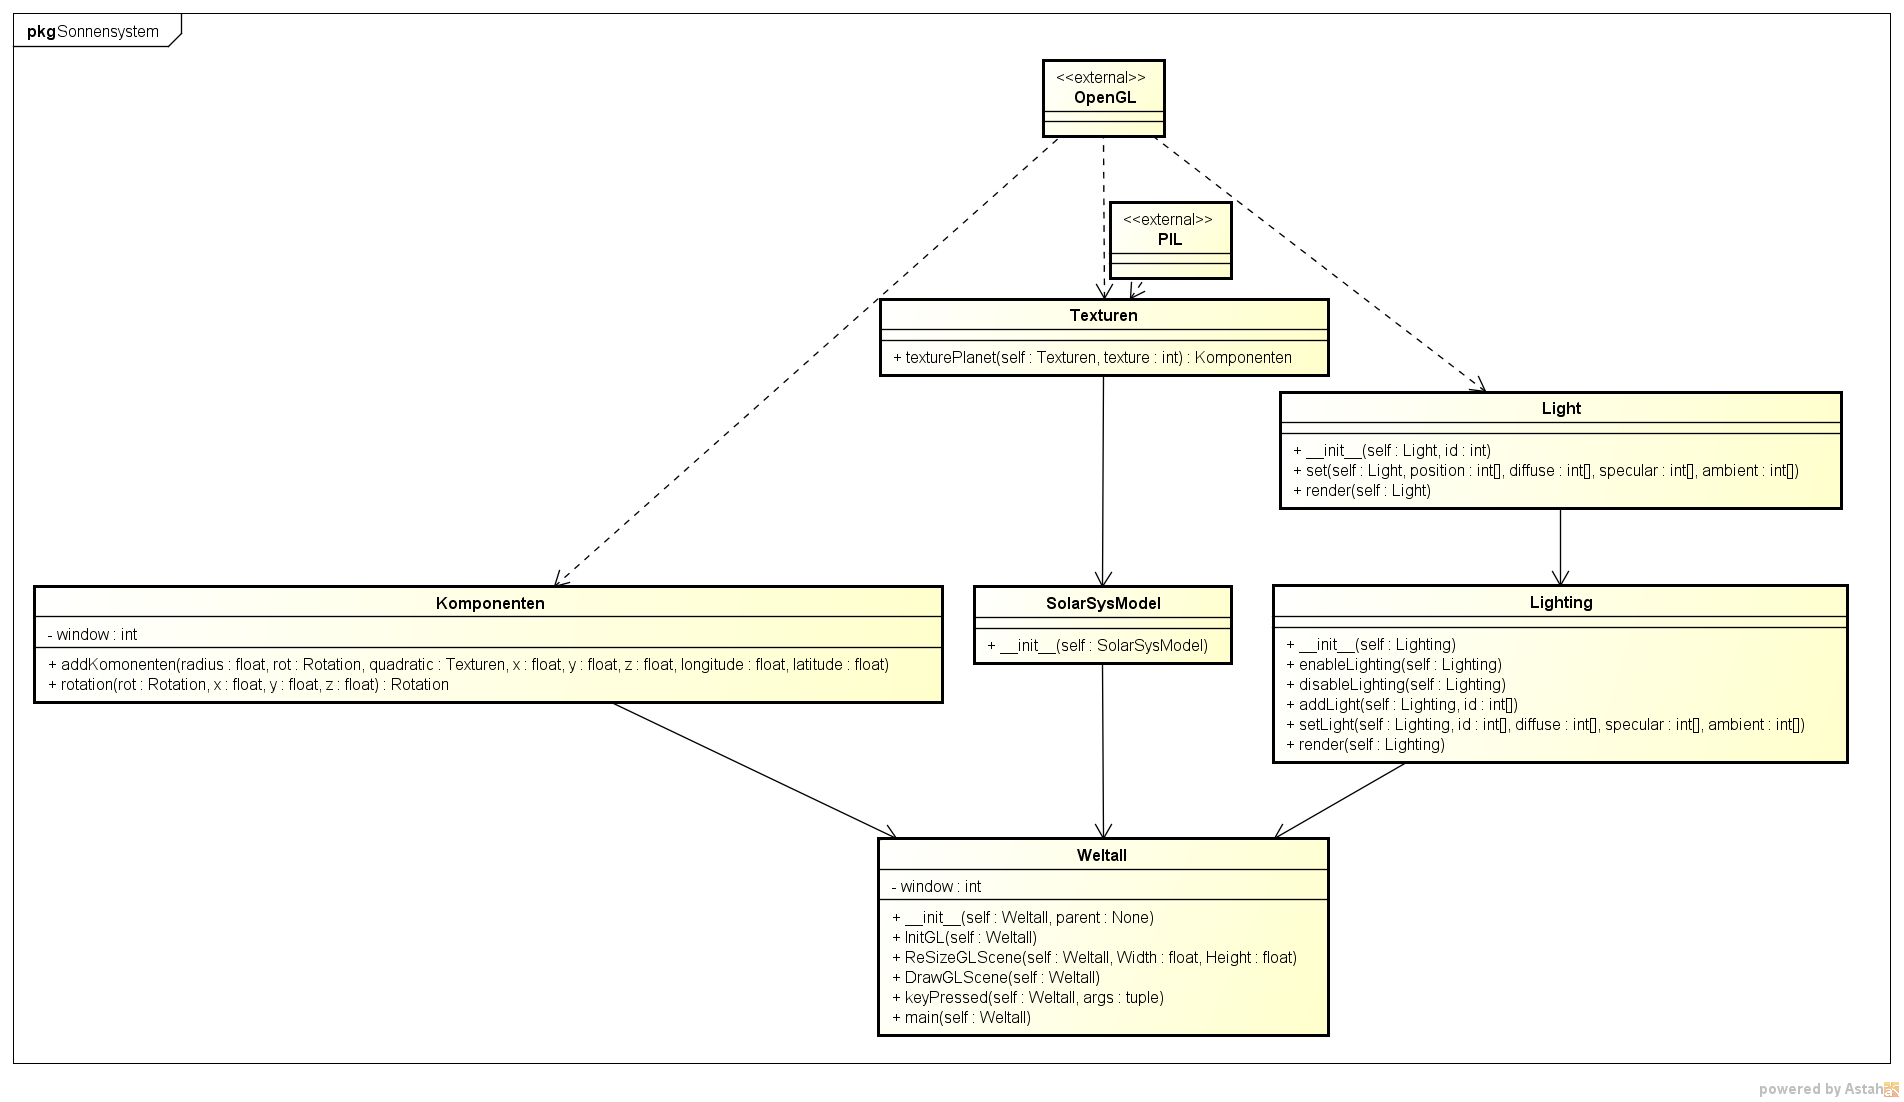 pkg Sonnensystem
<<external>>
OpenGL
<<external>>
PIL
Texturen
+ texturePlanet(self : Texturen, texture : int) : Komponenten
Light
+ __init__(self : Light, id : int)
+ set(self : Light, position : int[], diffuse : int[], specular : int[], ambient : int[])
+ render(self : Light)
Komponenten
- window : int
+ addKomonenten(radius : float, rot : Rotation, quadratic : Texturen, x : float, y : float, z : float, longitude : float, latitude : float)
+ rotation(rot : Rotation, x : float, y : float, z : float) : Rotation
SolarSysModel
+ __init__(self : SolarSysModel)
Lighting
+ __init__(self : Lighting)
+ enableLighting(self : Lighting)
+ disableLighting(self : Lighting)
+ addLight(self : Lighting, id : int[])
+ setLight(self : Lighting, id : int[], diffuse : int[], specular : int[], ambient : int[])
+ render(self : Lighting)
Weltall
- window : int
+ __init__(self : Weltall, parent : None)
+ InitGL(self : Weltall)
+ ReSizeGLScene(self : Weltall, Width : float, Height : float)
+ DrawGLScene(self : Weltall)
+ keyPressed(self : Weltall, args : tuple)
+ main(self : Weltall)
powered by Astah